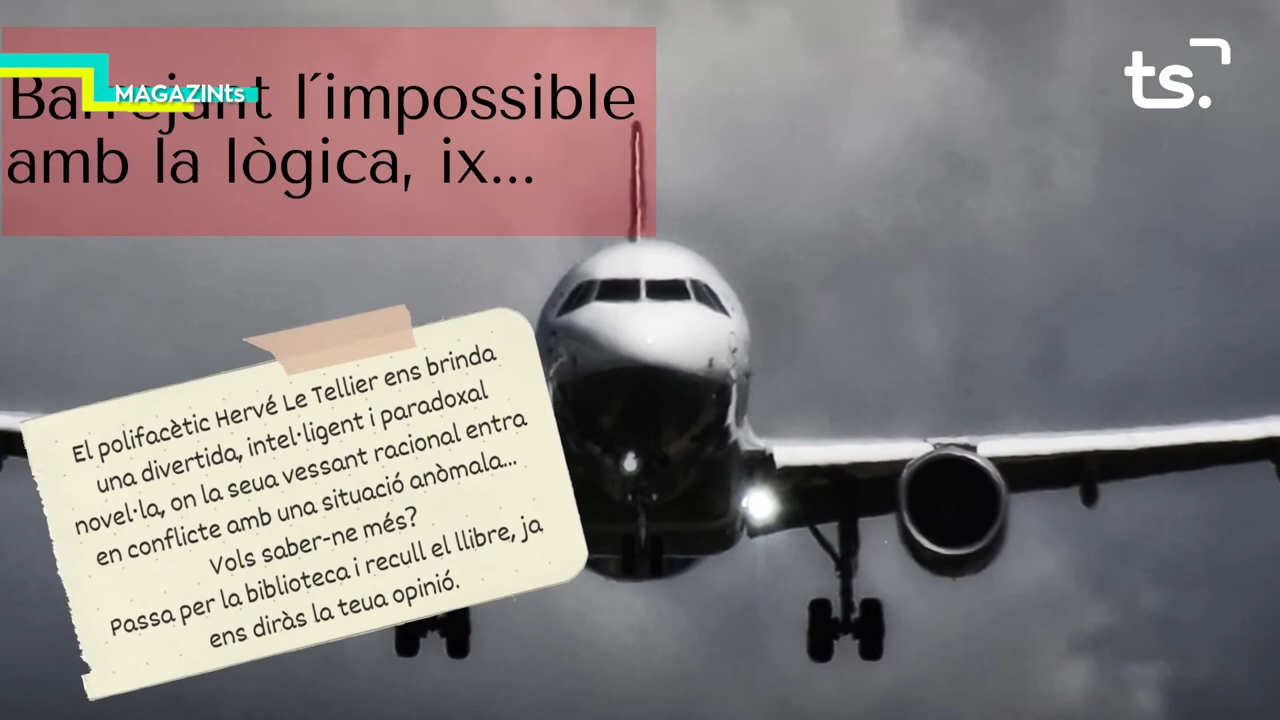 Barrejant l´impossible
amb la lògica, ix...
MAGAZINts
ts.
El polifacètic Hervé Le Tellier ens brinda
una divertida, intel·ligent i paradoxal
novel·la, on la seua vessant racional entra
en conflicte amb una situació anòmala...
Vols saber-ne més?
Passa per la biblioteca i recull el llibre, ja
ens diràs la teua opinió.